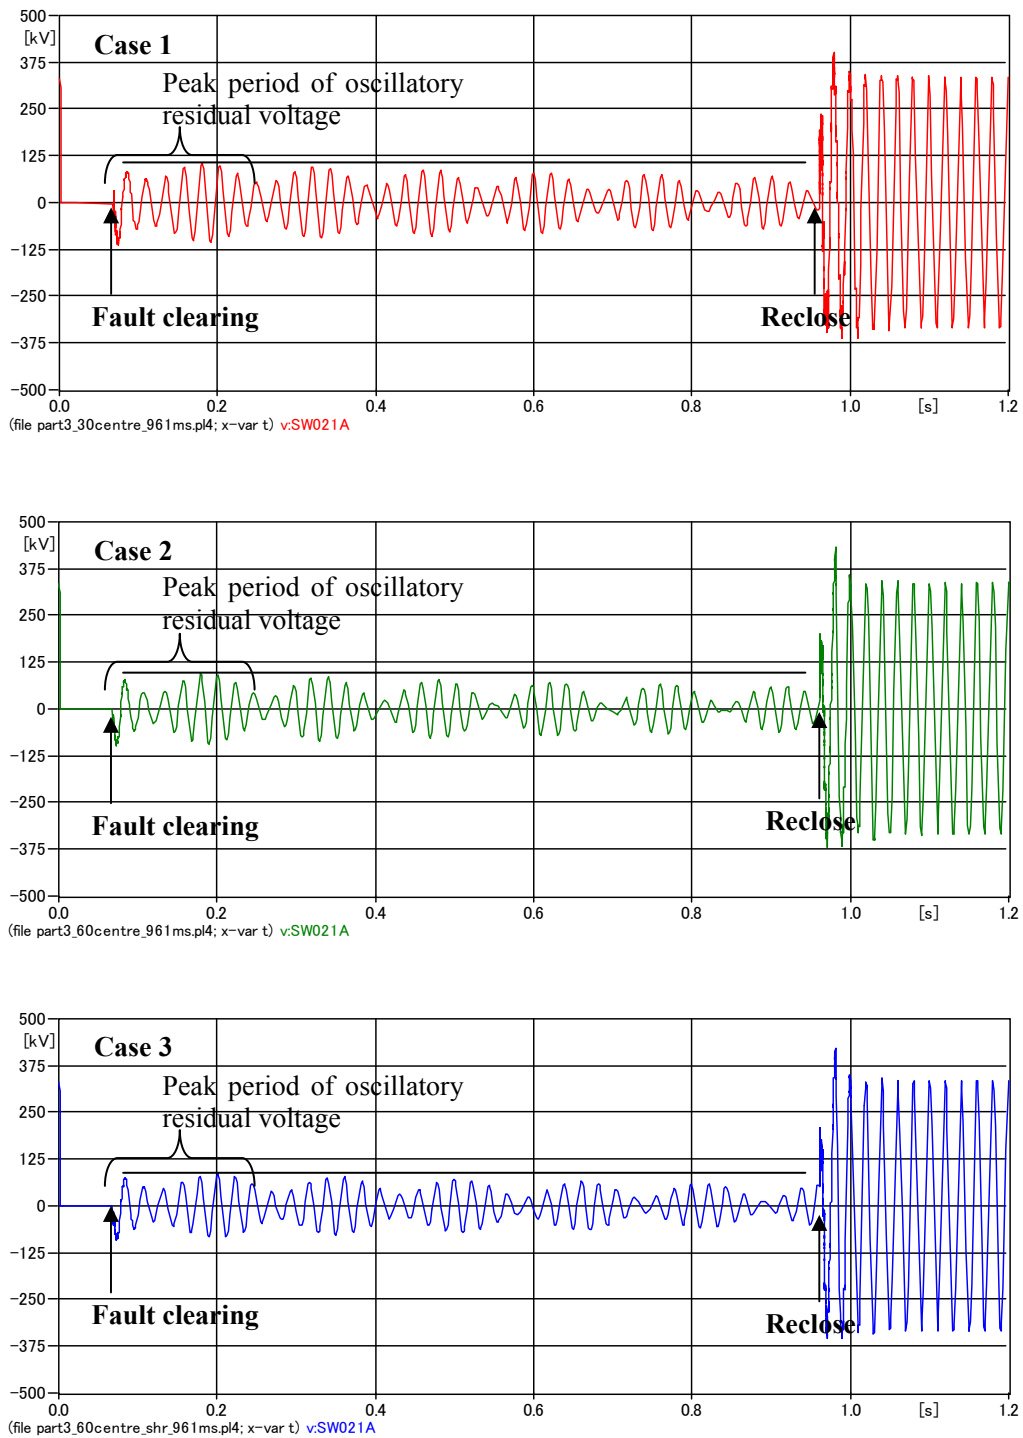 500
[kV]
Case 1
375
Peak period of oscillatory
residual voltage
250
125
0
-125
-250
Fault clearing
Reclose
-375
-500
0.0 0.2 0.4 0.6 0.8 1.0 [s] 1.2
(file part3_30centre_961ms.pl4; x-var t) v:SW021A
500
[kV]
Case 2
375
Peak period of oscillatory
residual voltage
250
125
0
-125
-250
Fault clearing
Reclose
-375
-500
0.0 0.2 0.4 0.6 0.8 1.0 [s] 1.2
(file part3_60centre_961ms.pl4; x-var t) v:SW021A
500
[kV]
Case 3
375
Peak period of oscillatory
residual voltage
250
125
0
-125
-250
Fault clearing
Reclose
-375
-500
0.0 0.2 0.4 0.6 0.8 1.0 [s] 1.2
(file part3_60centre_shr_961ms.pl4; x-var t) v:SW021A